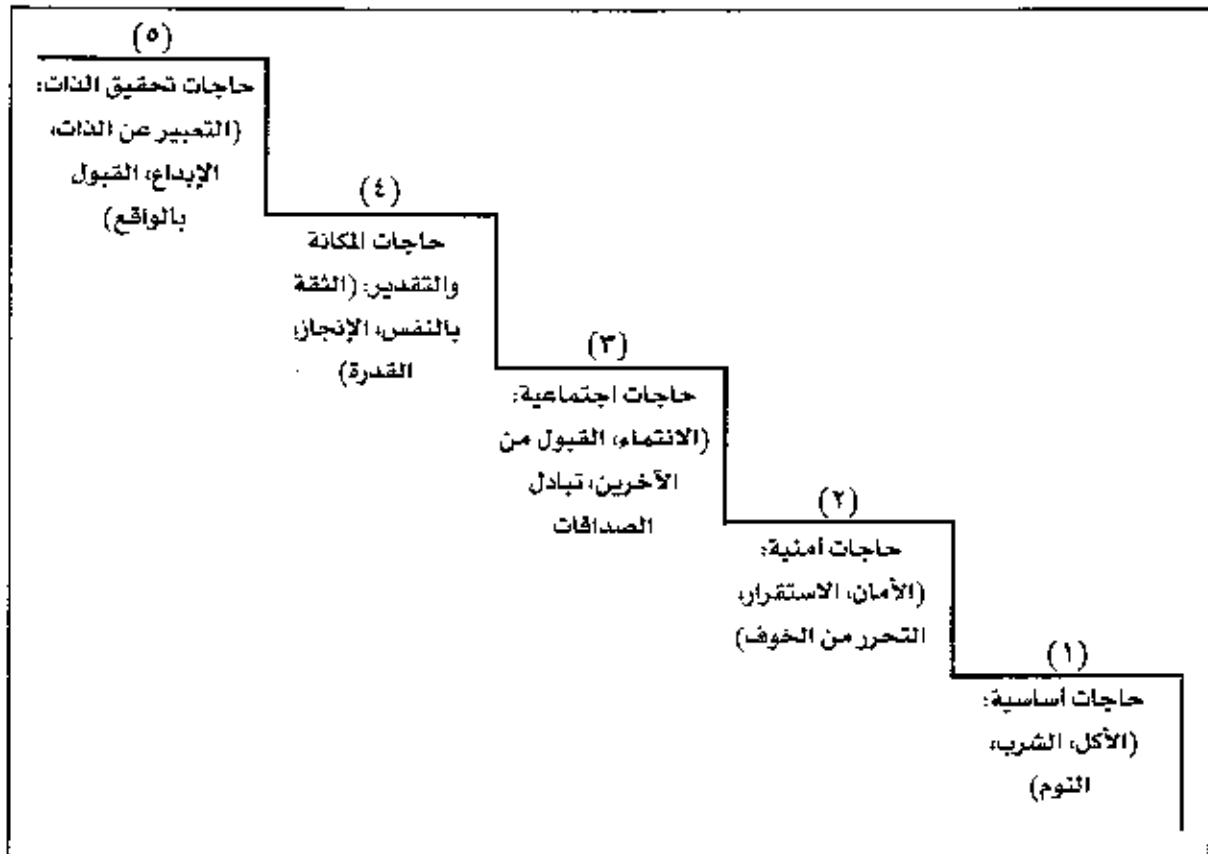 (٥)
حاجات تحقيق الذات:
(التعبير عن الذات،
الإبداع، القبول
بالواقع)
(٤)
حاجات المكانة
والتقدير: (الثقة
بالنفس، الإنجاز،
القدرة)
(٣)
حاجات اجتماعية:
(الانتماء، القبول من
الآخرين، تبادل
الصداقات
(٢)
حاجات أمنية:
(الأمان، الاستقرار،
التحرر من الخوف)
(١)
حاجات أساسية:
(الأكل، الشرب،
النوم)